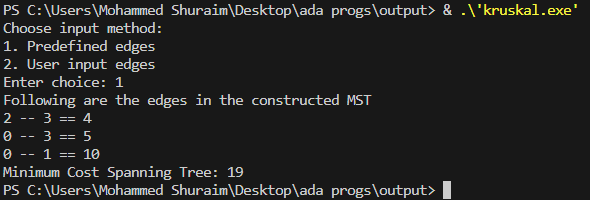 PS C:\Users\Mohammed Shuraim\Desktop\ada progs\output> & .\'kruskal.exe'
Choose input method:
1. Predefined edges
2. User input edges
Enter choice: 1
Following are the edges in the constructed MST
2 -- 3 == 4
0 -- 3 == 5
0 -- 1 == 10
Minimum Cost Spanning Tree: 19
PS C:\Users\Mohammed Shuraim\Desktop\ada progs\output>